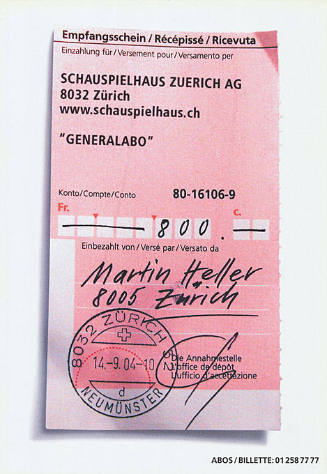 Empfangsschein / Récépissé / Ricevuta
Einzahlung für / Versement pour / Versamento per
SCHAUSPIELHAUS ZUERICH AG
8032 Zürich
www.schauspielhaus.ch
"GENERALABO"
Konto/Compte/Conto 80-16106-9
Fr. c.
800.—
Einbezahlt von / Versé par / Versato da
Martin Heller
8005 Zürich
8032 ZÜRICH
14.-9.04-10
d
NEUMÜNSTER
Die Annahmestelle
L'office de dépôt
L'ufficio d'accettazione
ABOS / BILLETTE: 01 258 77 77